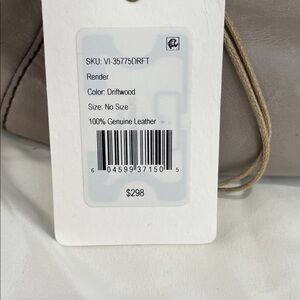 SKU: VI-35775DRFT
Render
Color: Driftwood
Size: No Size
100% Genuine Leather
6 04599 37150 5
$298